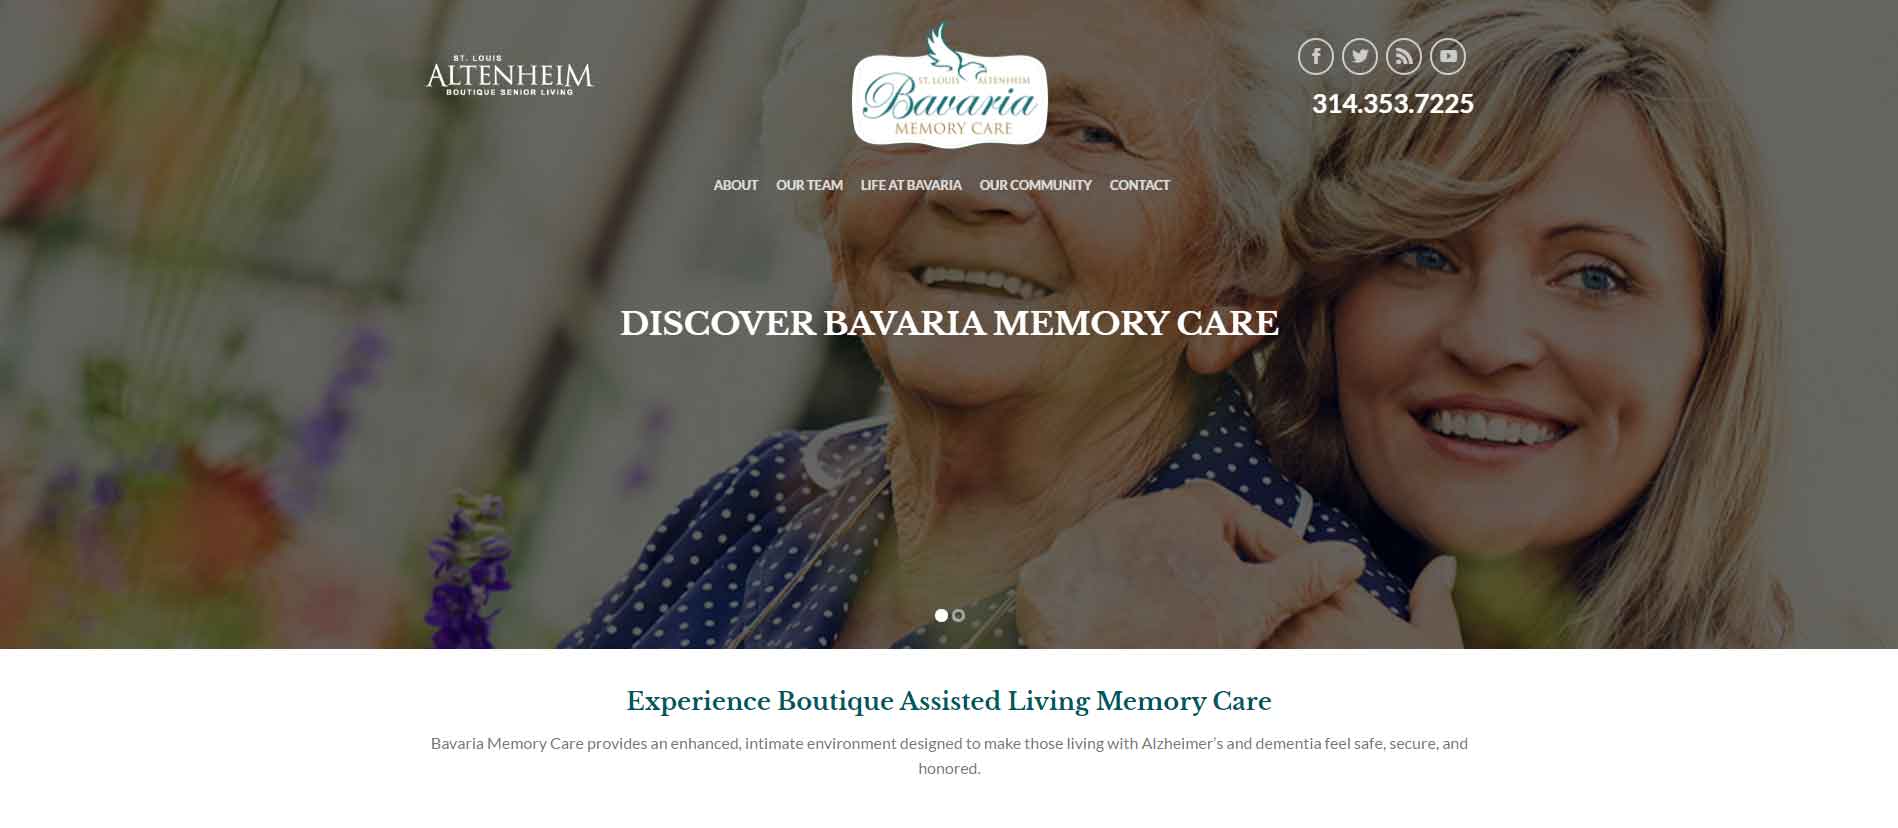 ST. LOUIS
ALTENHEIM
BOUTIQUE SENIOR LIVING
ST. LOUIS ALTENHEIM
Bavaria
MEMORY CARE
314.353.7225
ABOUT OUR TEAM LIFE AT BAVARIA OUR COMMUNITY CONTACT
DISCOVER BAVARIA MEMORY CARE
Experience Boutique Assisted Living Memory Care
Bavaria Memory Care provides an enhanced, intimate environment designed to make those living with Alzheimer’s and dementia feel safe, secure, and
honored.